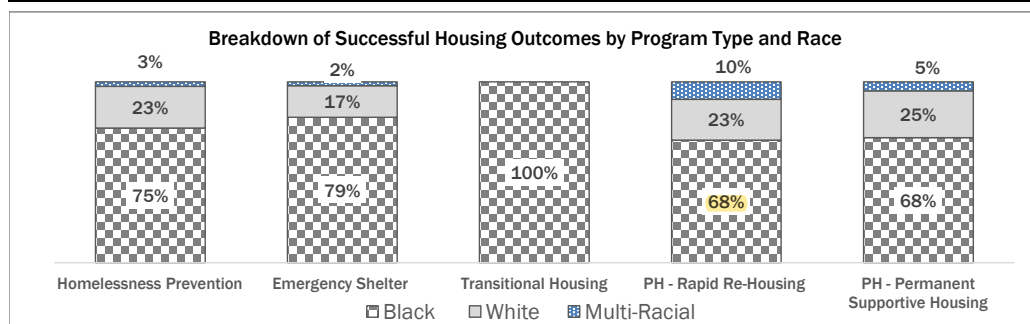 Breakdown of Successful Housing Outcomes by Program Type and Race
3%
2%
10%
5%
23%
17%
23%
25%
75%
79%
100%
68%
68%
Homelessness Prevention
Emergency Shelter
Transitional Housing
PH - Rapid Re-Housing
PH - Permanent
Supportive Housing
Black
White
Multi-Racial